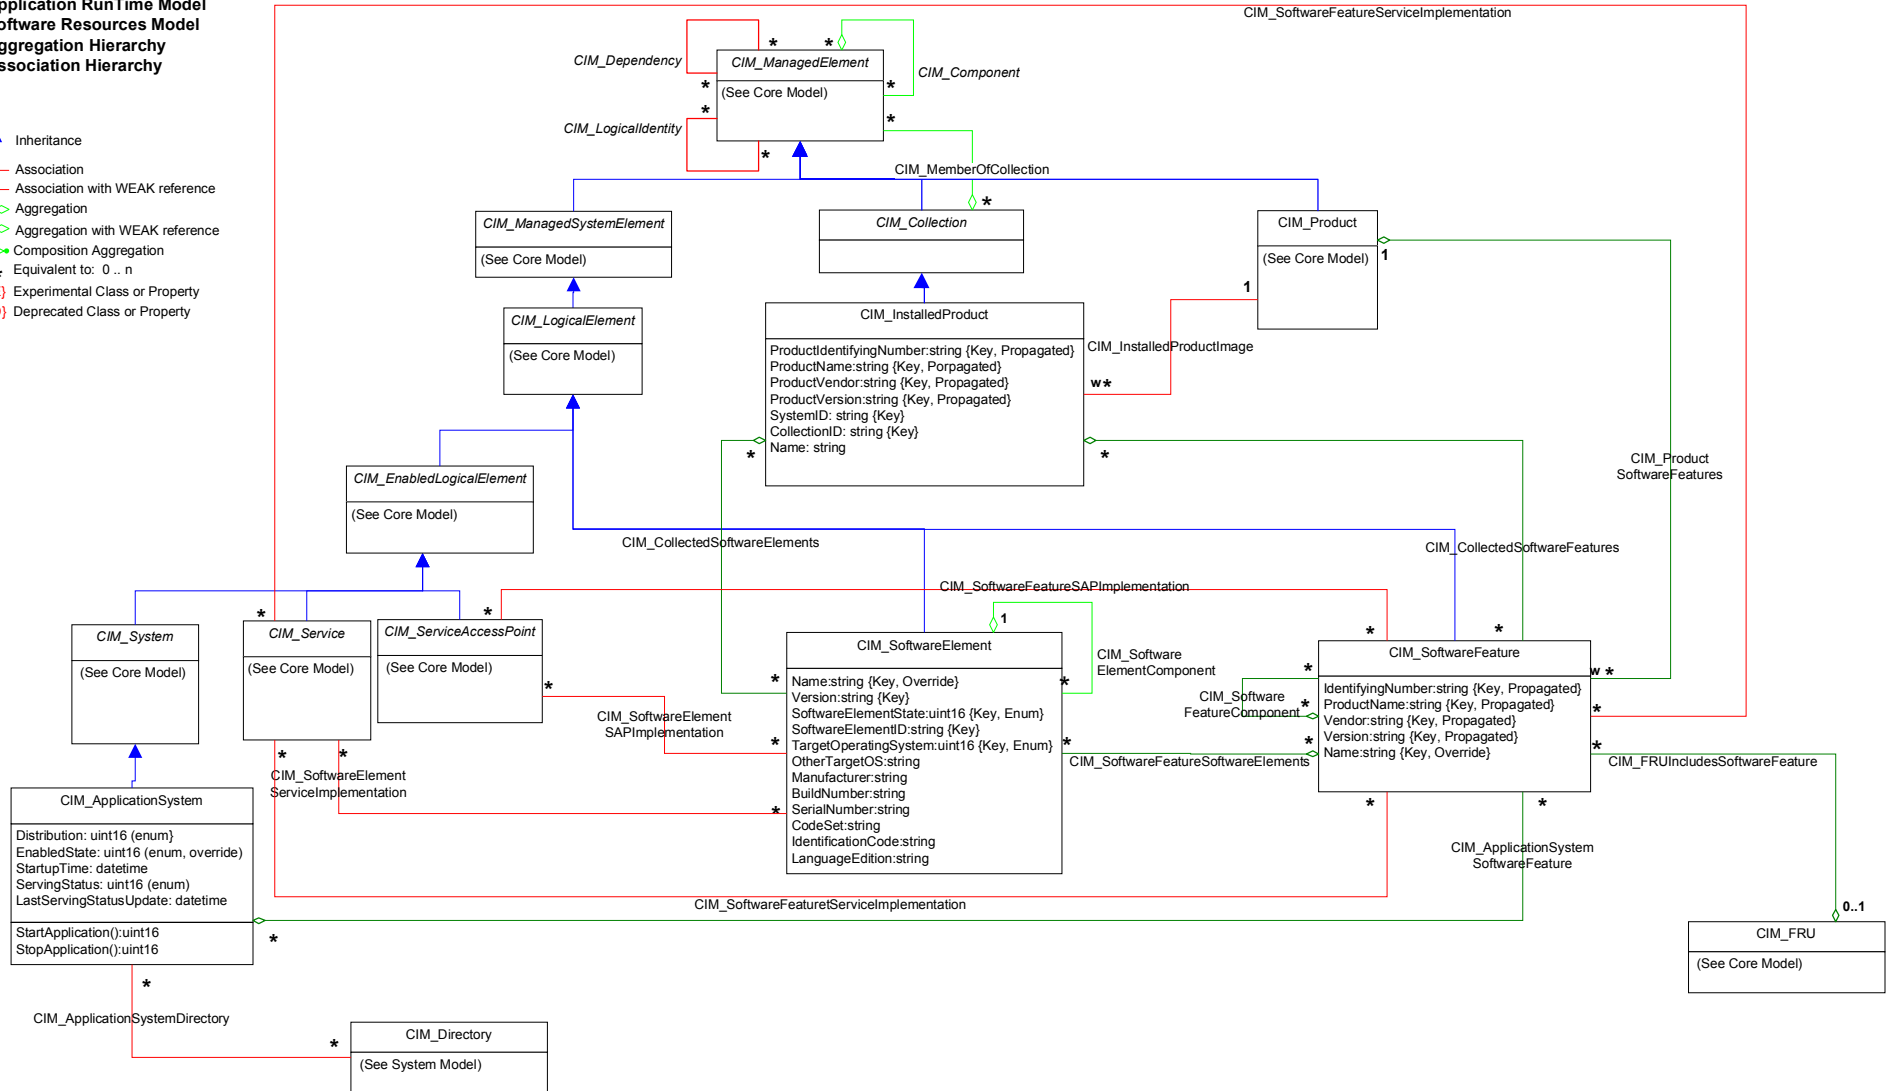 pplication RunTime Model
oftware Resources Model
ggregation Hierarchy
ssociation Hierarchy
Inheritance
Association
Association with WEAK reference
Aggregation
Aggregation with WEAK reference
Composition Aggregation
* Equivalent to: 0 .. n
} Experimental Class or Property
} Deprecated Class or Property
CIM_SoftwareFeatureServiceImplementation
CIM_Dependency
*
*
CIM_ManagedElement
(See Core Model)
CIM_Component
*
*
*
*
CIM_LogicalIdentity
*
CIM_MemberOfCollection
*
CIM_ManagedSystemElement
(See Core Model)
CIM_Collection
CIM_Product
(See Core Model)
1
1
CIM_LogicalElement
(See Core Model)
CIM_InstalledProduct
ProductIdentifyingNumber:string {Key, Propagated}
ProductName:string {Key, Porpagated}
ProductVendor:string {Key, Propagated}
ProductVersion:string {Key, Propagated}
SystemID: string {Key}
CollectionID: string {Key}
Name: string
CIM_InstalledProductImage
w*
*
*
CIM_Product
SoftwareFeatures
CIM_EnabledLogicalElement
(See Core Model)
CIM_CollectedSoftwareElements
CIM_CollectedSoftwareFeatures
CIM_SoftwareFeatureSAPImplementation
*
*
CIM_System
(See Core Model)
CIM_Service
(See Core Model)
CIM_ServiceAccessPoint
(See Core Model)
*
1
CIM_SoftwareElement
Name:string {Key, Override}
Version:string {Key}
SoftwareElementState:uint16 {Key, Enum}
SoftwareElementID:string {Key}
TargetOperatingSystem:uint16 {Key, Enum}
OtherTargetOS:string
Manufacturer:string
BuildNumber:string
SerialNumber:string
CodeSet:string
IdentificationCode:string
LanguageEdition:string
*
*
*
*
*
CIM_Software
ElementComponent
*
*
CIM_SoftwareFeature
IdentifyingNumber:string {Key, Propagated}
ProductName:string {Key, Propagated}
Vendor:string {Key, Propagated}
Version:string {Key, Propagated}
Name:string {Key, Override}
*
*
*
w *
*
*
*
*
CIM_Software
FeatureComponent
CIM_SoftwareElement
SAPImplementation
CIM_SoftwareFeatureSoftwareElements
CIM_FRUIncludesSoftwareFeature
*
*
CIM_SoftwareElement
ServiceImplementation
CIM_ApplicationSystem
Distribution: uint16 (enum}
EnabledState: uint16 (enum, override)
StartupTime: datetime
ServingStatus: uint16 (enum)
LastServingStatusUpdate: datetime
StartApplication():uint16
StopApplication():uint16
CIM_ApplicationSystem
SoftwareFeature
CIM_SoftwareFeaturetServiceImplementation
*
0..1
CIM_FRU
(See Core Model)
*
CIM_ApplicationSystemDirectory
*
CIM_Directory
(See System Model)